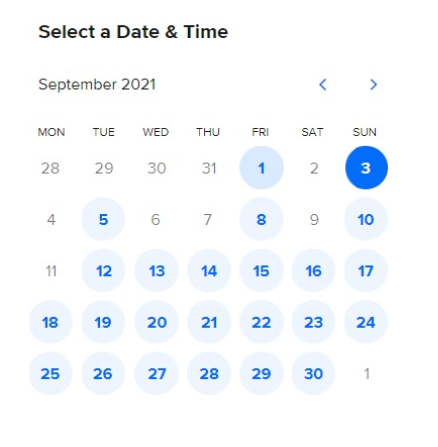 Select a Date & Time
September 2021
MON TUE WED THU FRI SAT SUN
28 29 30 31 1 2 3
4 5 6 7 8 9 10
11 12 13 14 15 16 17
18 19 20 21 22 23 24
25 26 27 28 29 30 1